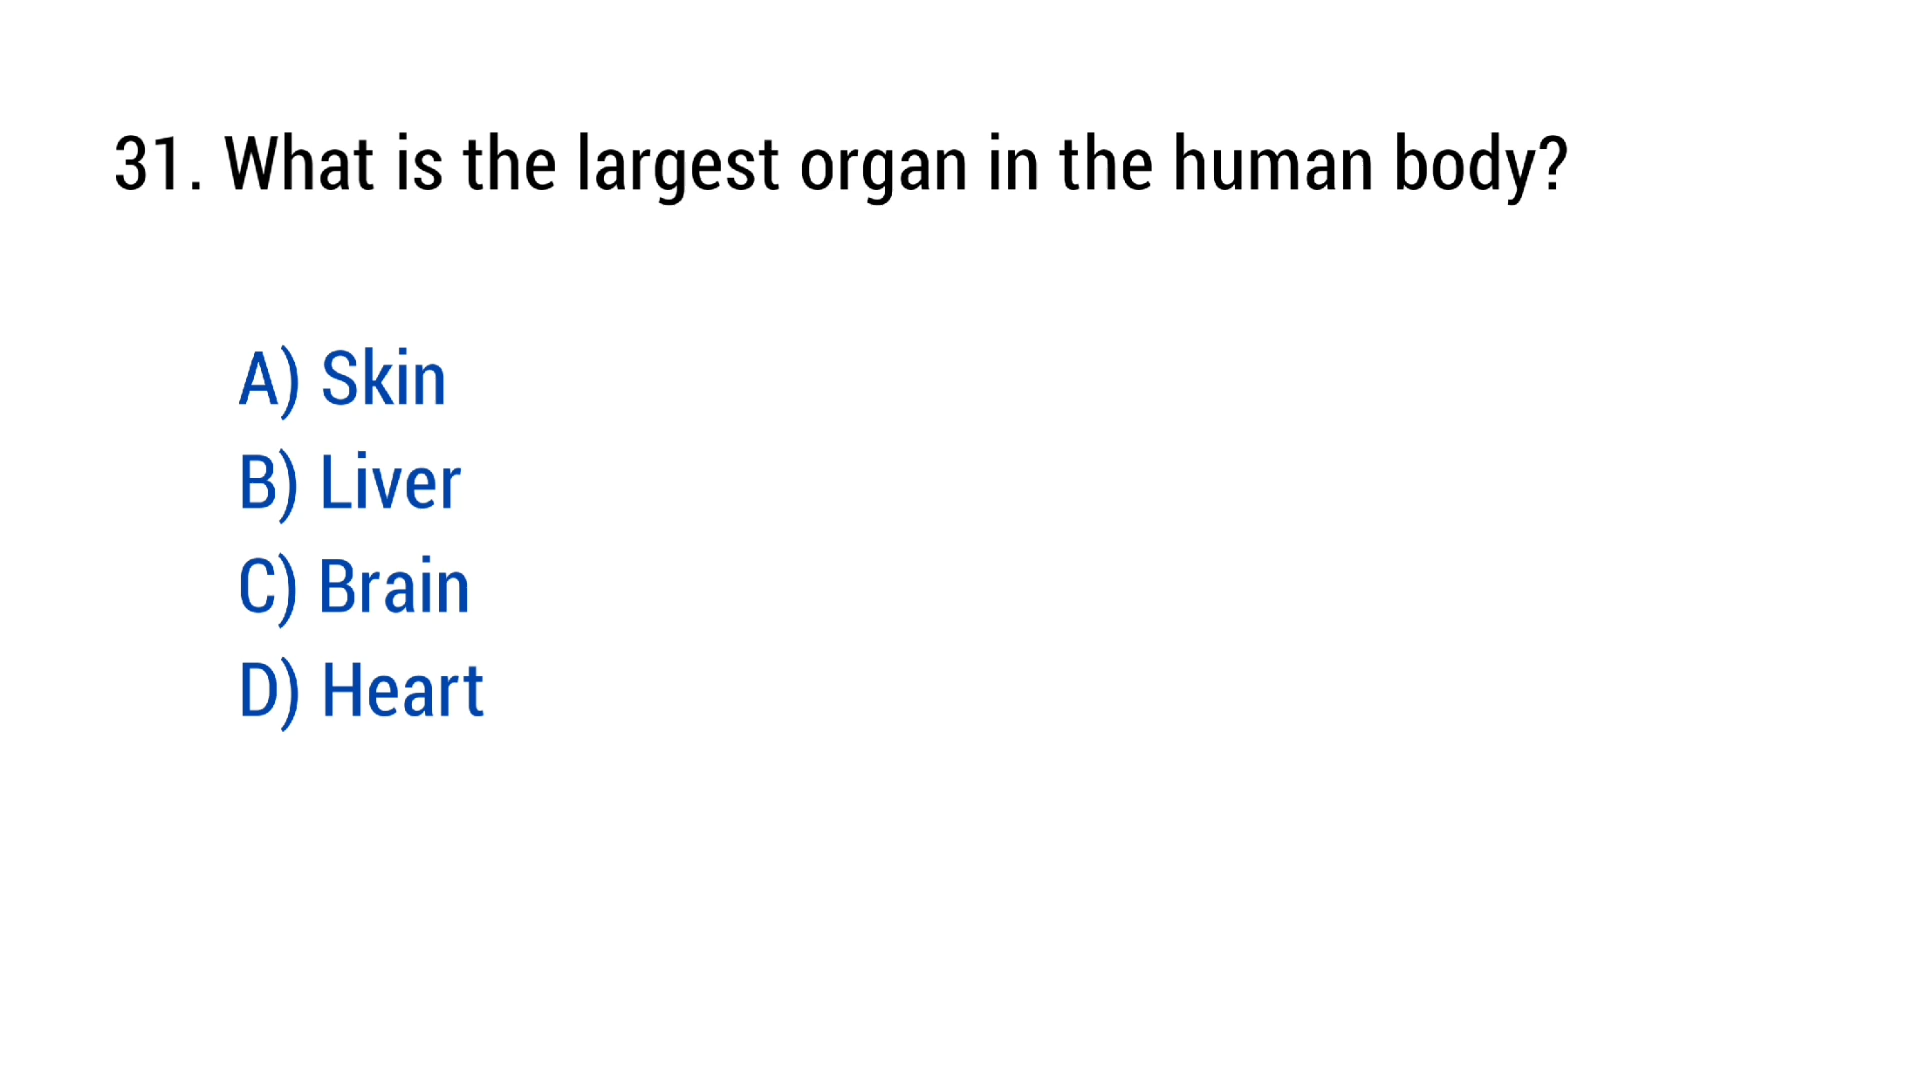 31. What is the largest organ in the human body?
A) Skin
B) Liver
C) Brain
D) Heart